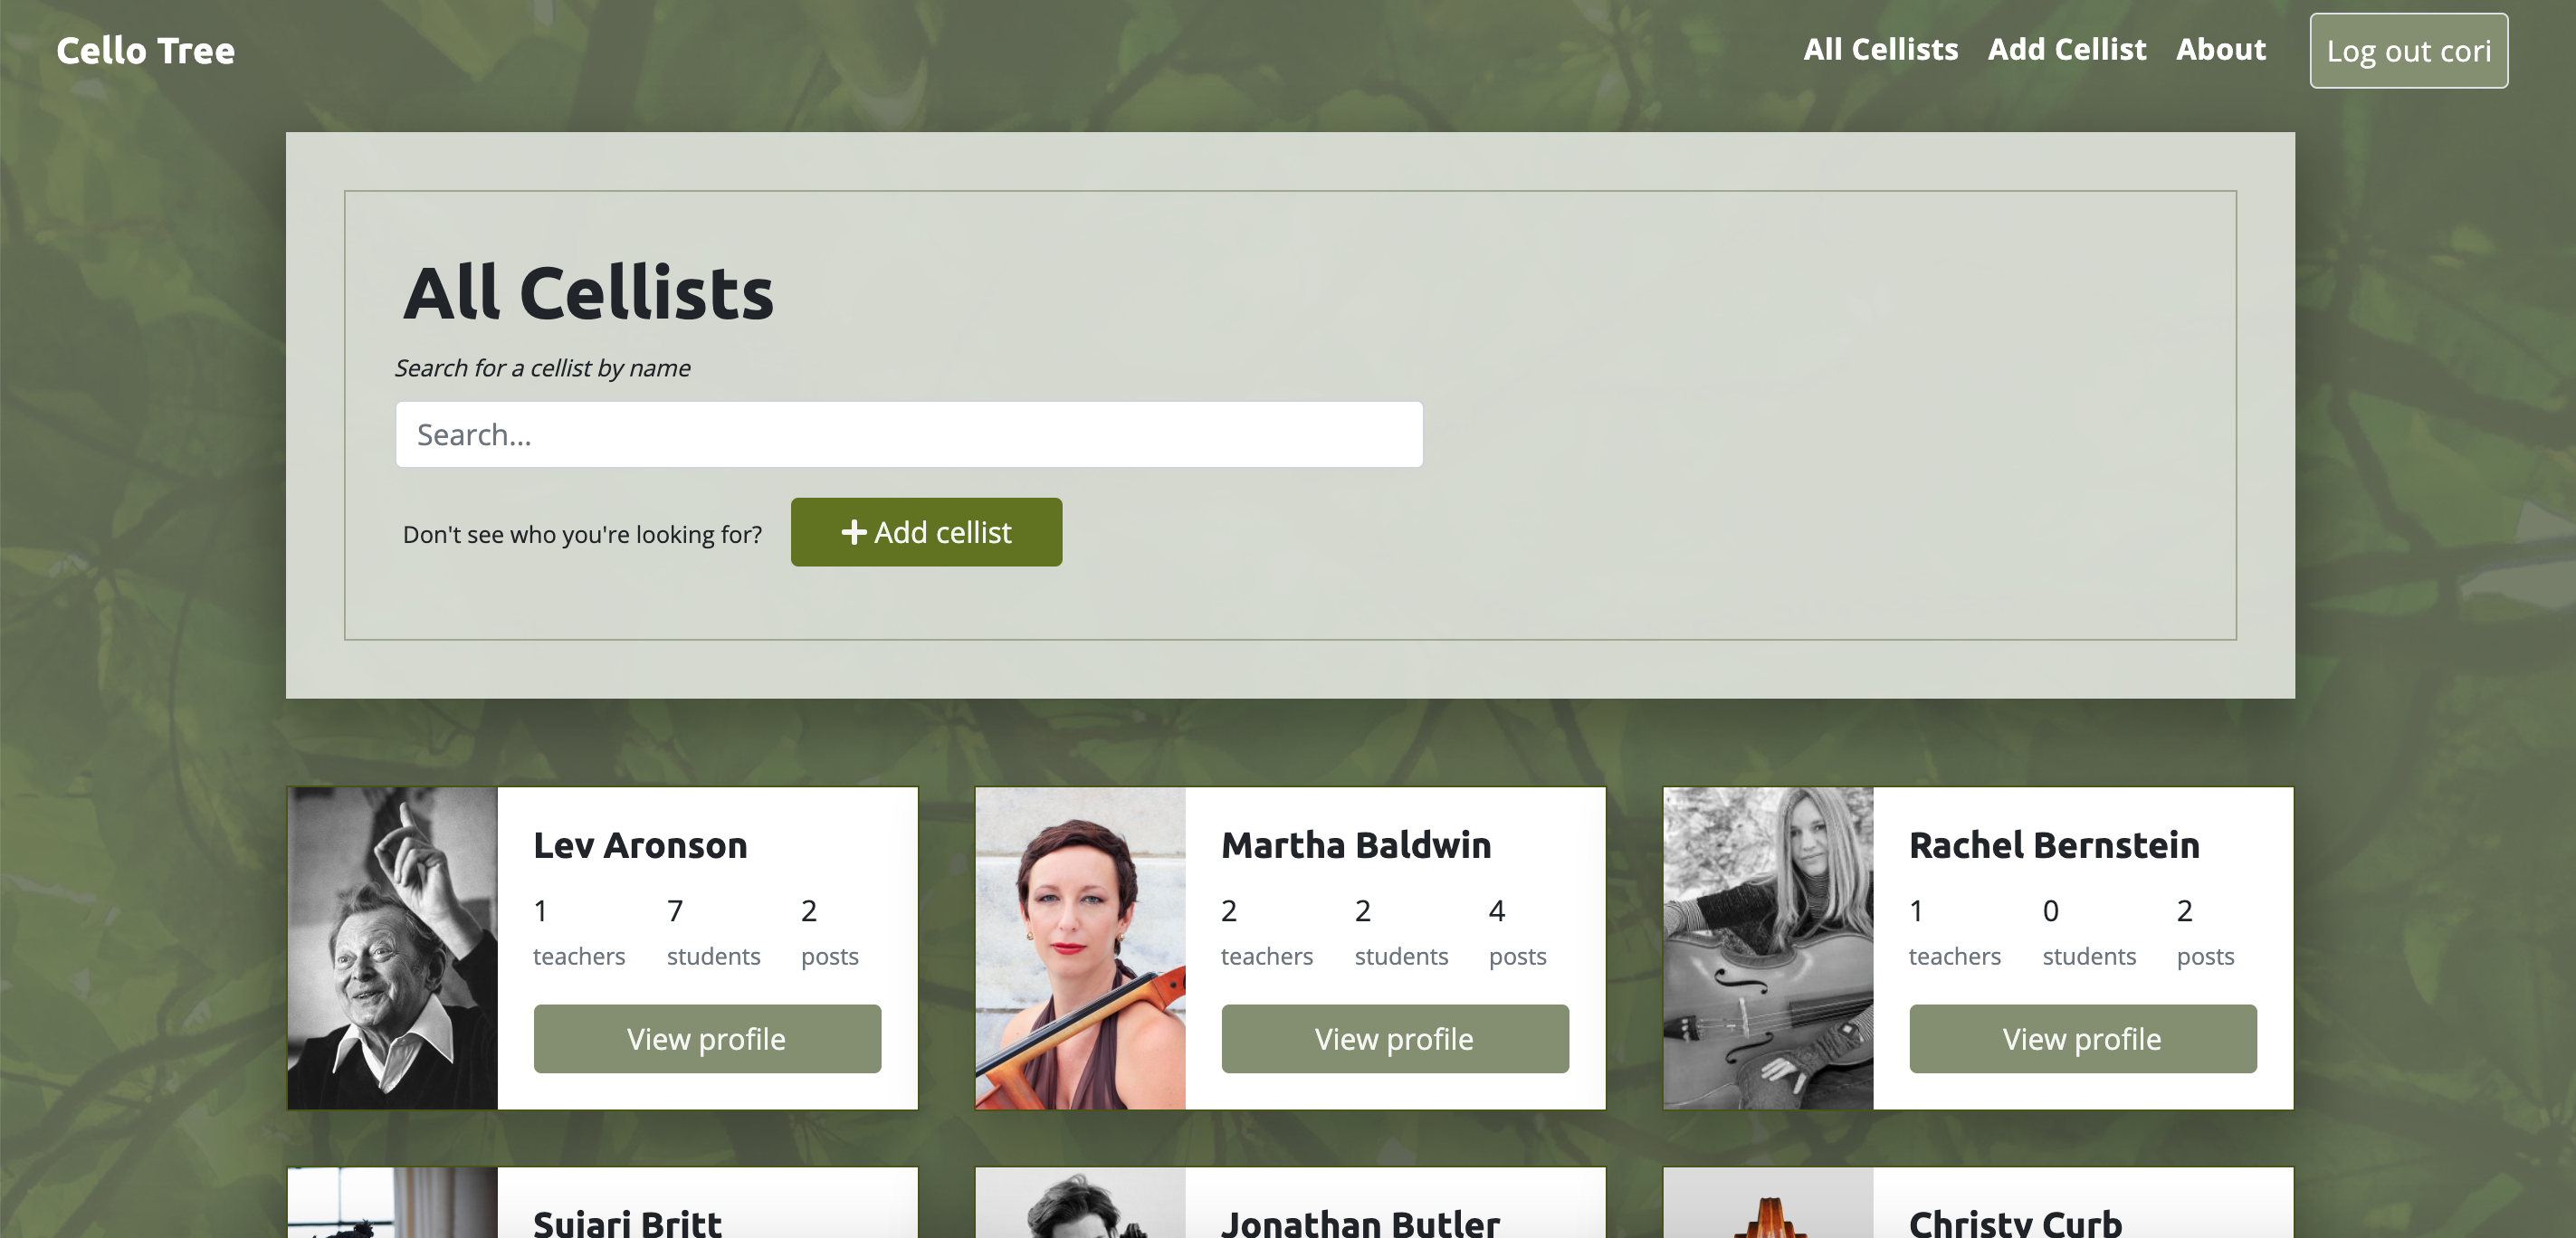 Cello Tree
All Cellists
Add Cellist
About
Log out cori
All Cellists
Search for a cellist by name
Search...
Don't see who you're looking for?
Add cellist
Lev Aronson
1 7 2
teachers students posts
View profile
Martha Baldwin
2 2 4
teachers students posts
View profile
Rachel Bernstein
1 0 2
teachers students posts
View profile
Sujari Britt
Jonathan Butler
Christy Curb